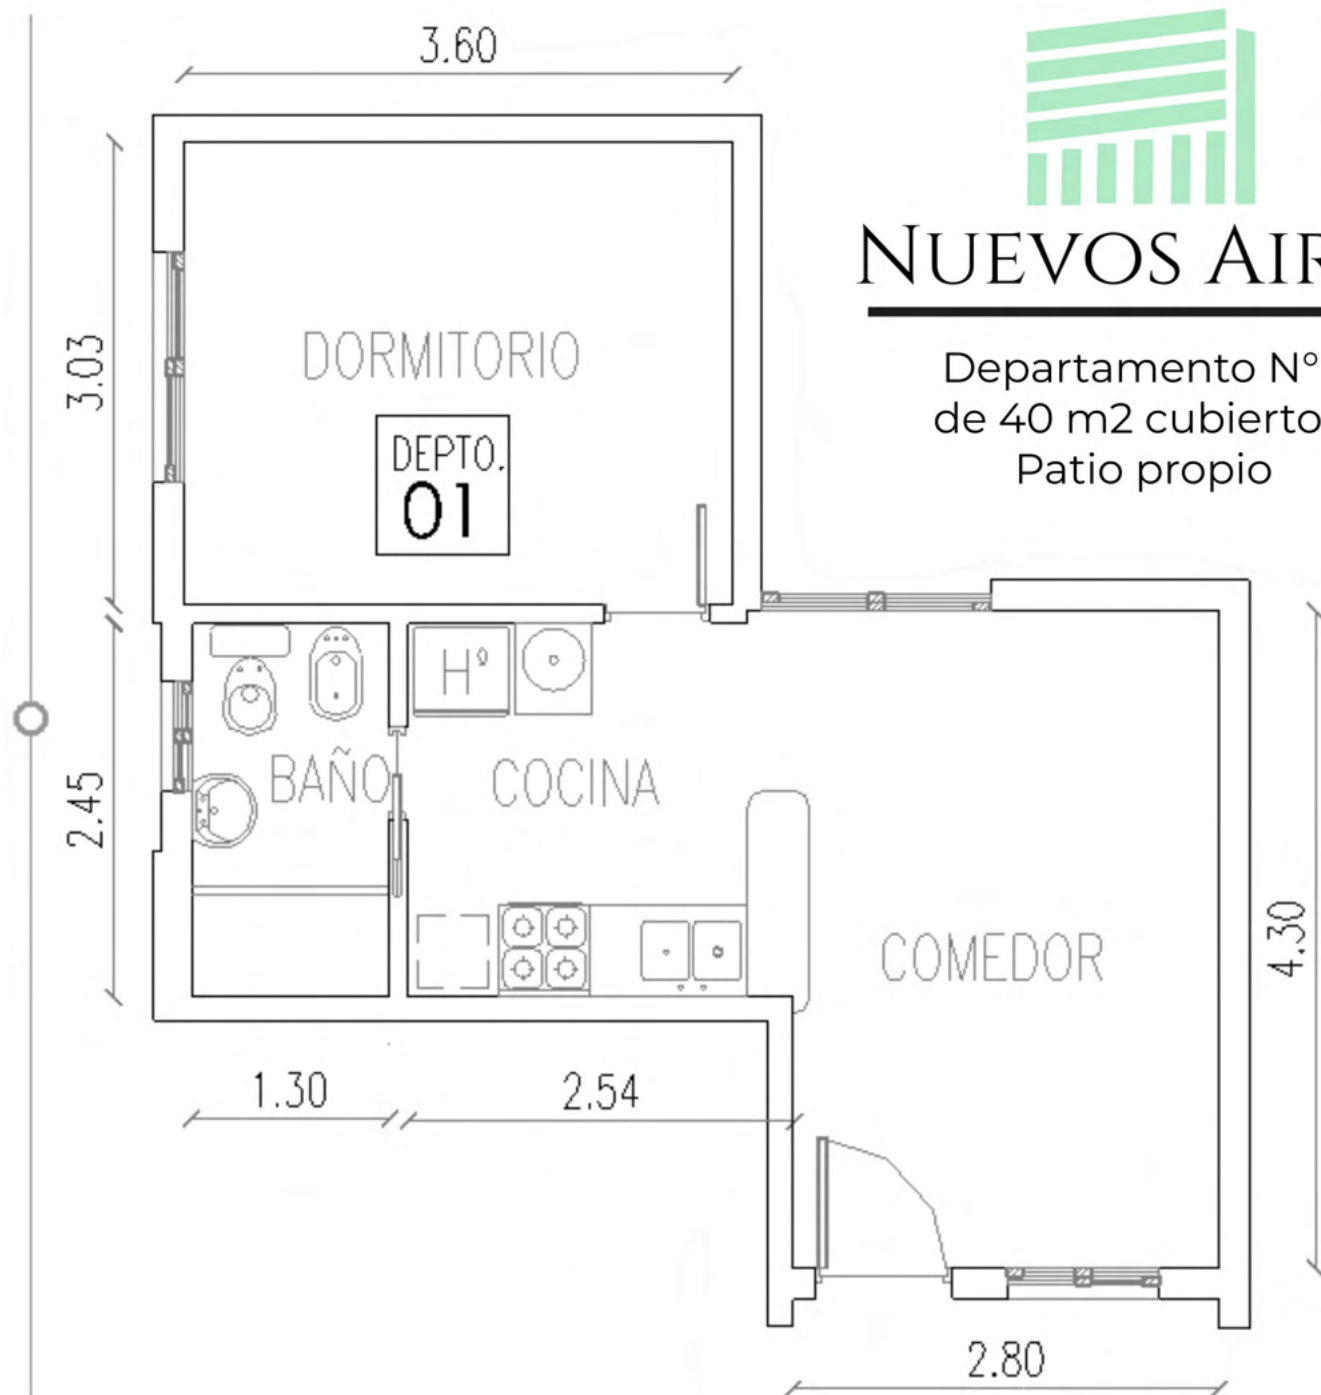 3.60
NUEVOS AIR
Departamento N°
de 40 m2 cubierto
Patio propio
3.03
DORMITORIO
DEPTO.
01
H°
BAÑO
COCINA
2.45
COMEDOR
4.30
1.30
2.54
2.80